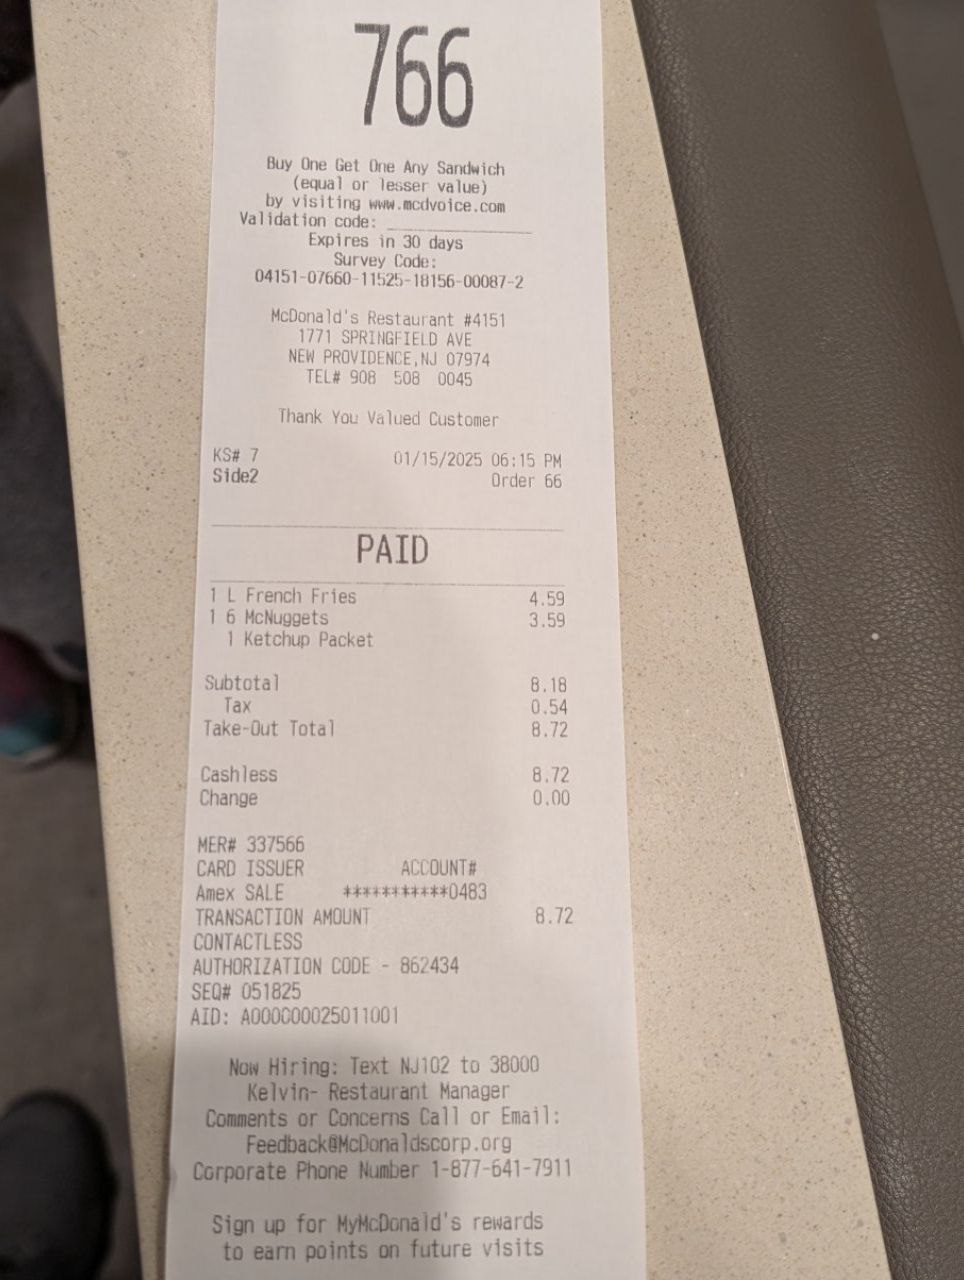 766
Buy One Get One Any Sandwich
(equal or lesser value)
by visiting www.mcdvoice.com
Validation code: _______________
Expires in 30 days
Survey Code:
04151-07660-11525-18156-00087-2
McDonald's Restaurant #4151
1771 SPRINGFIELD AVE
NEW PROVIDENCE,NJ 07974
TEL# 908 508 0045
Thank You Valued Customer
KS# 7 01/15/2025 06:15 PM
Side2 Order 66
PAID
1 L French Fries 4.59
1 6 McNuggets 3.59
1 Ketchup Packet
Subtotal 8.18
Tax 0.54
Take-Out Total 8.72
Cashless 8.72
Change 0.00
MER# 337566
CARD ISSUER ACCOUNT#
Amex SALE ***********0483
TRANSACTION AMOUNT 8.72
CONTACTLESS
AUTHORIZATION CODE - 862434
SEQ# 051825
AID: A000000025011001
Now Hiring: Text NJ102 to 38000
Kelvin- Restaurant Manager
Comments or Concerns Call or Email:
Feedback@McDonaldscorp.org
Corporate Phone Number 1-877-641-7911
Sign up for MyMcDonald's rewards
to earn points on future visits